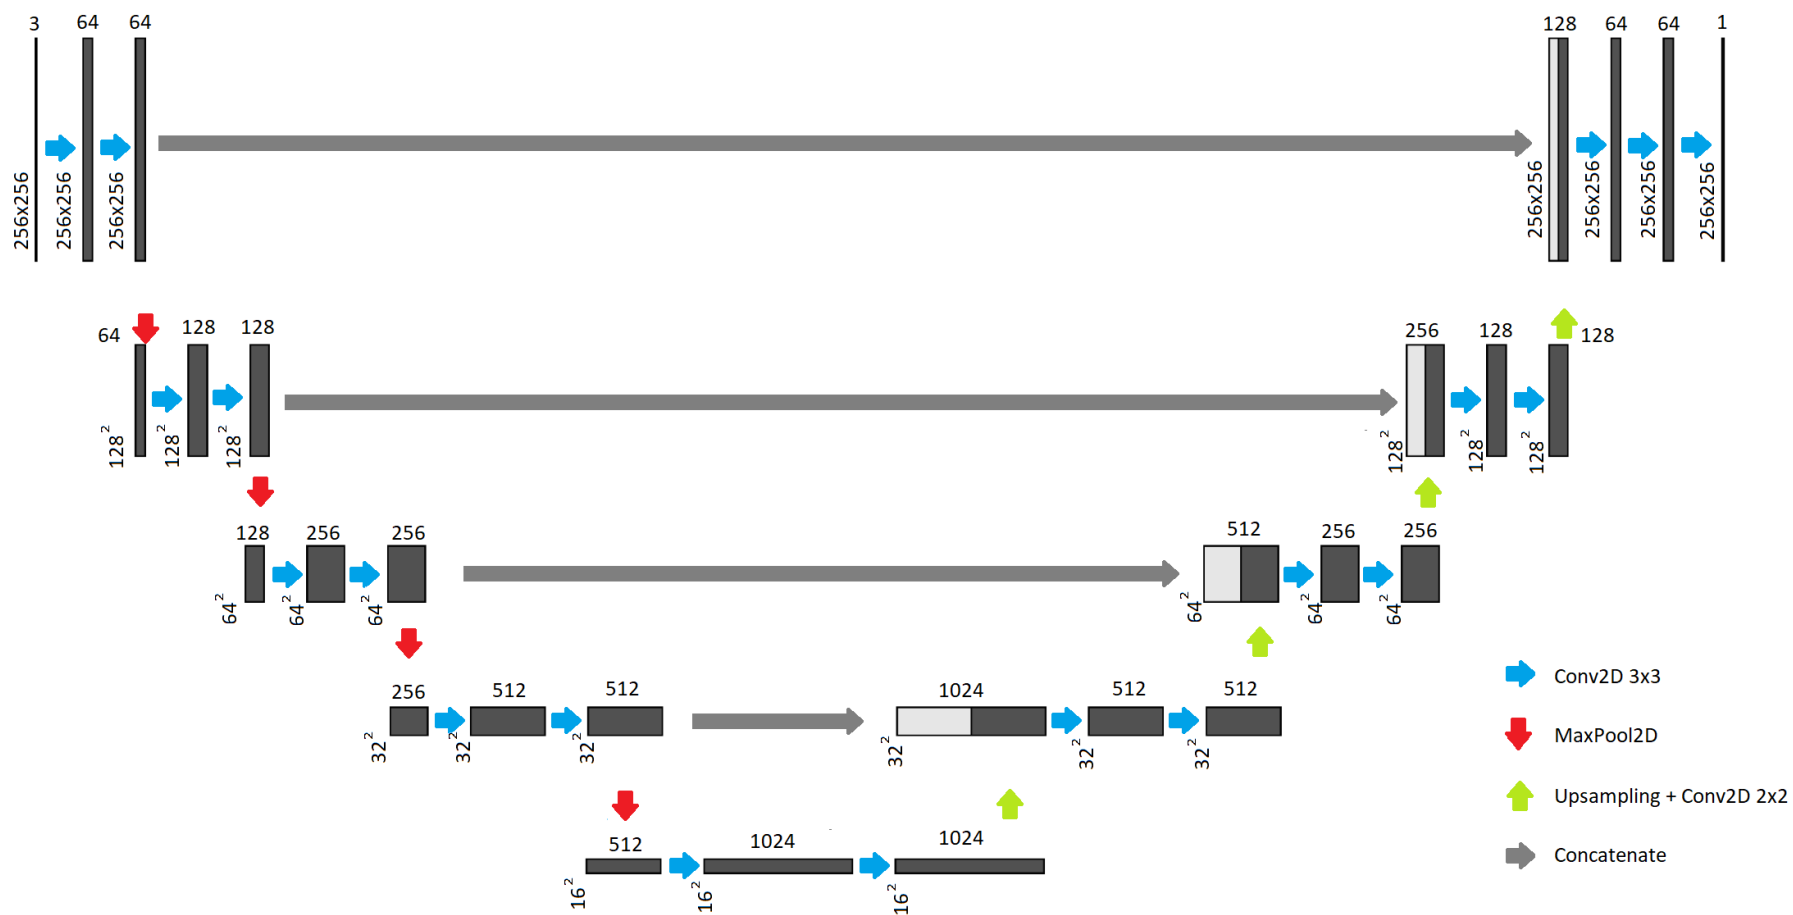 3 64 64 128 64 64 1
256x256 256x256 256x256 256x256 256x256 256x256 256x256
64 128 128 256 128 128
128² 128² 128² 128² 128² 128²
128 256 256 512 256 256
64² 64² 64² 64² 64² 64²
256 512 512 1024 512 512
32² 32² 32² 32² 32² 32²
512 1024 1024
16² 16² 16²
Conv2D 3x3
MaxPool2D
Upsampling + Conv2D 2x2
Concatenate